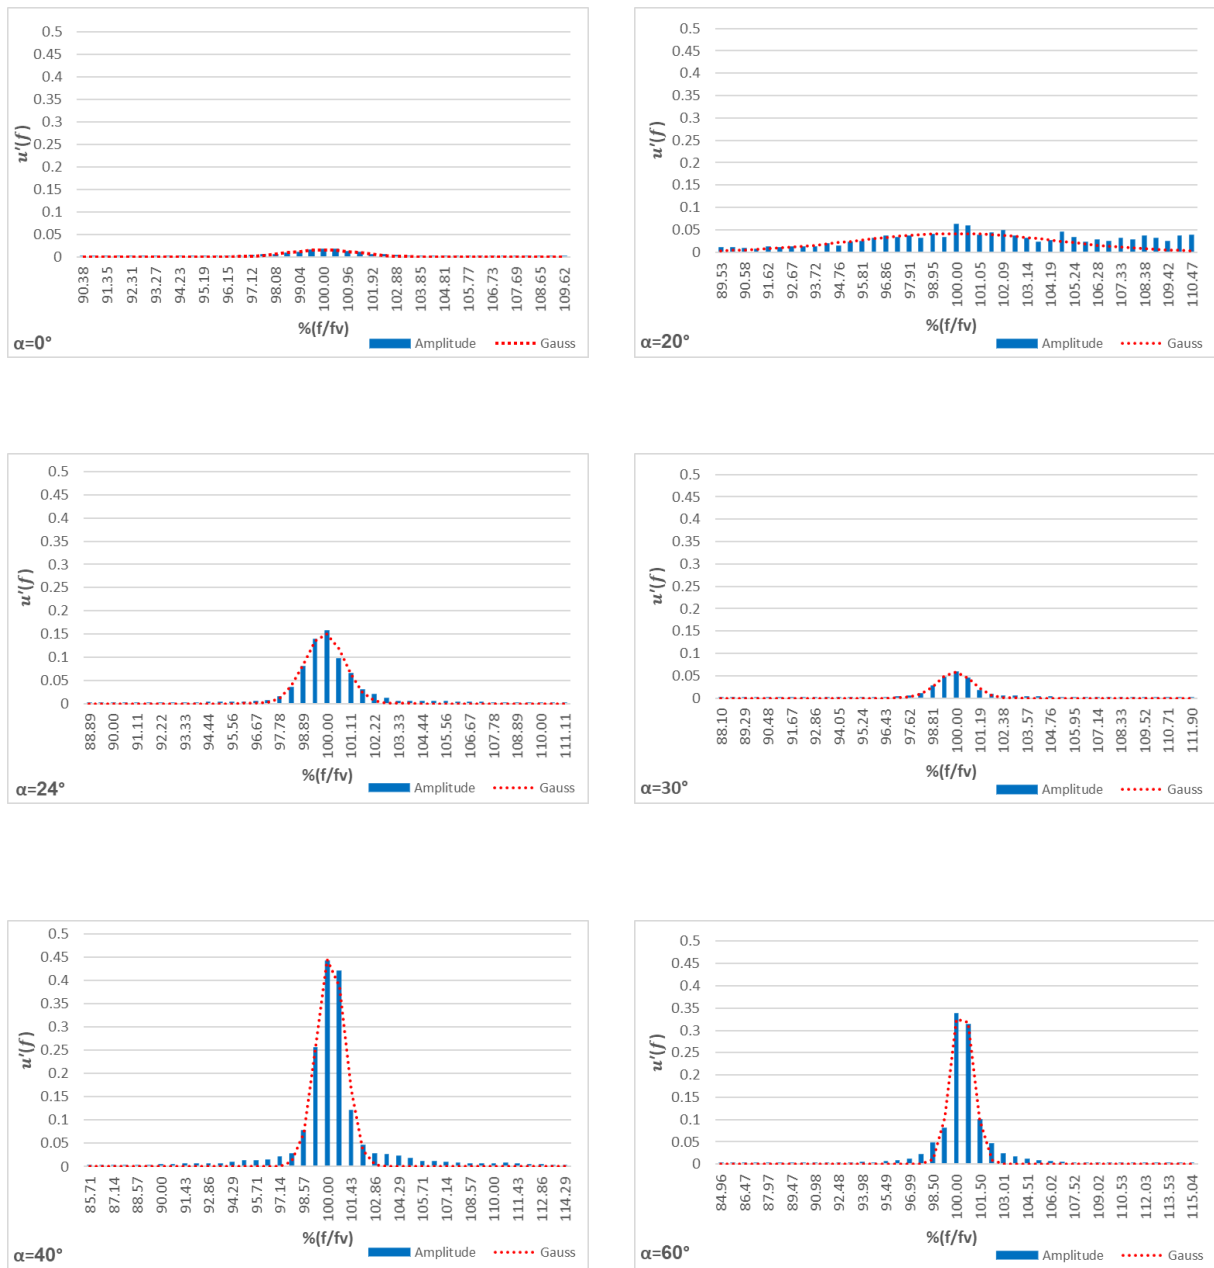 0.5
0.45
0.4
0.35
0.3
0.25
0.2
0.15
0.1
0.05
0
u′(f)
90.38 91.35 92.31 93.27 94.23 95.19 96.15 97.12 98.08 99.04 100.00 100.96 101.92 102.88 103.85 104.81 105.77 106.73 107.69 108.65 109.62
%(f/fv)
α=0°
Amplitude Gauss
0.5
0.45
0.4
0.35
0.3
0.25
0.2
0.15
0.1
0.05
0
u′(f)
89.53 90.58 91.62 92.67 93.72 94.76 95.81 96.86 97.91 98.95 100.00 101.05 102.09 103.14 104.19 105.24 106.28 107.33 108.38 109.42 110.47
%(f/fv)
α=20°
Amplitude Gauss
0.5
0.45
0.4
0.35
0.3
0.25
0.2
0.15
0.1
0.05
0
u′(f)
88.89 90.00 91.11 92.22 93.33 94.44 95.56 96.67 97.78 98.89 100.00 101.11 102.22 103.33 104.44 105.56 106.67 107.78 108.89 110.00 111.11
%(f/fv)
α=24°
Amplitude Gauss
0.5
0.45
0.4
0.35
0.3
0.25
0.2
0.15
0.1
0.05
0
u′(f)
88.10 89.29 90.48 91.67 92.86 94.05 95.24 96.43 97.62 98.81 100.00 101.19 102.38 103.57 104.76 105.95 107.14 108.33 109.52 110.71 111.90
%(f/fv)
α=30°
Amplitude Gauss
0.5
0.45
0.4
0.35
0.3
0.25
0.2
0.15
0.1
0.05
0
u′(f)
85.71 87.14 88.57 90.00 91.43 92.86 94.29 95.71 97.14 98.57 100.00 101.43 102.86 104.29 105.71 107.14 108.57 110.00 111.43 112.86 114.29
%(f/fv)
α=40°
Amplitude Gauss
0.5
0.45
0.4
0.35
0.3
0.25
0.2
0.15
0.1
0.05
0
u′(f)
84.96 86.47 87.97 89.47 90.98 92.48 93.98 95.49 96.99 98.50 100.00 101.50 103.01 104.51 106.02 107.52 109.02 110.53 112.03 113.53 115.04
%(f/fv)
α=60°
Amplitude Gauss